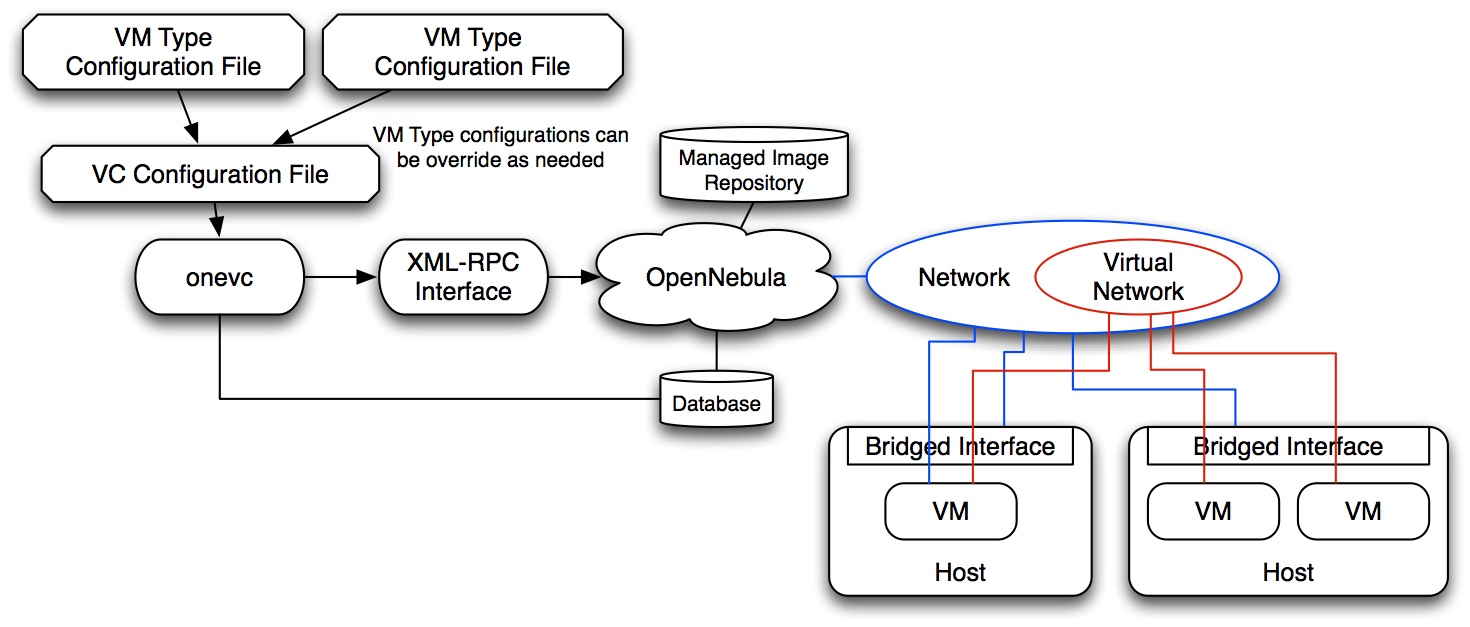 VM Type
Configuration File
VM Type
Configuration File
VM Type configurations can
be override as needed
VC Configuration File
Managed Image
Repository
onevc
XML-RPC
Interface
OpenNebula
Network
Virtual
Network
Database
Bridged Interface
VM
Host
Bridged Interface
VM
VM
Host